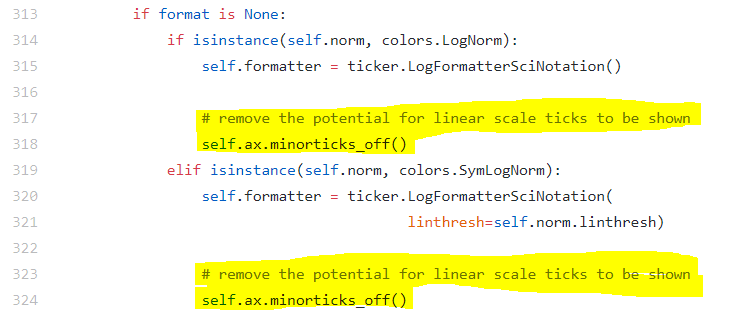 313 if format is None:
314 if isinstance(self.norm, colors.LogNorm):
315 self.formatter = ticker.LogFormatterSciNotation()
316
317 # remove the potential for linear scale ticks to be shown
318 self.ax.minorticks_off()
319 elif isinstance(self.norm, colors.SymLogNorm):
320 self.formatter = ticker.LogFormatterSciNotation(
321 linthresh=self.norm.linthresh)
322
323 # remove the potential for linear scale ticks to be shown
324 self.ax.minorticks_off()